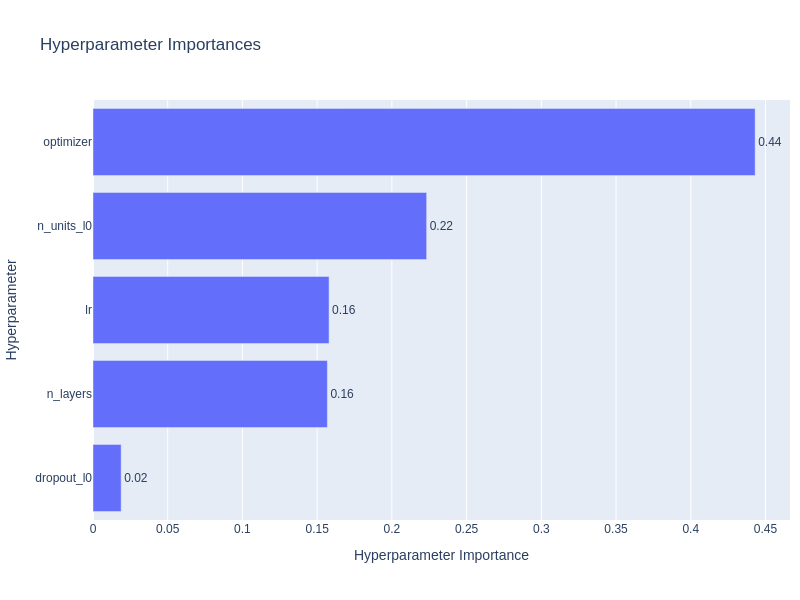 Hyperparameter Importances
optimizer
0.44
n_units_l0
0.22
lr
0.16
n_layers
0.16
dropout_l0
0.02
0 0.05 0.1 0.15 0.2 0.25 0.3 0.35 0.4 0.45
Hyperparameter Importance
Hyperparameter